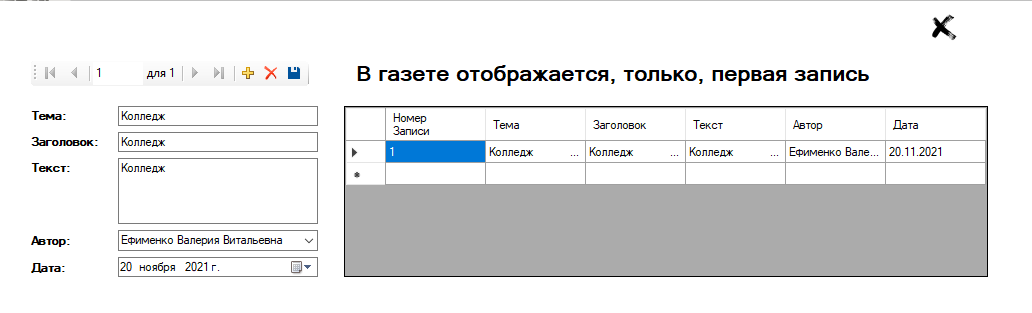 1 для 1
В газете отображается, только, первая запись
Тема: Колледж
Заголовок: Колледж
Текст: Колледж
Автор: Ефименко Валерия Витальевна
Дата: 20 ноября 2021 г.
Номер Записи Тема Заголовок Текст Автор Дата
1 Колледж ... Колледж ... Колледж ... Ефименко Вале... 20.11.2021